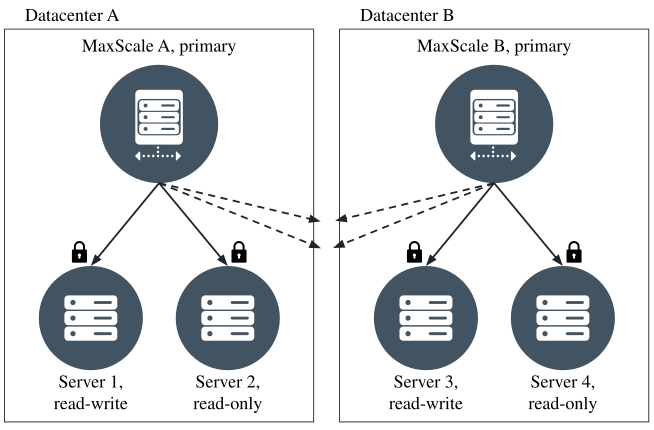 Datacenter A
MaxScale A, primary
Server 1,
read-write
Server 2,
read-only
Datacenter B
MaxScale B, primary
Server 3,
read-write
Server 4,
read-only